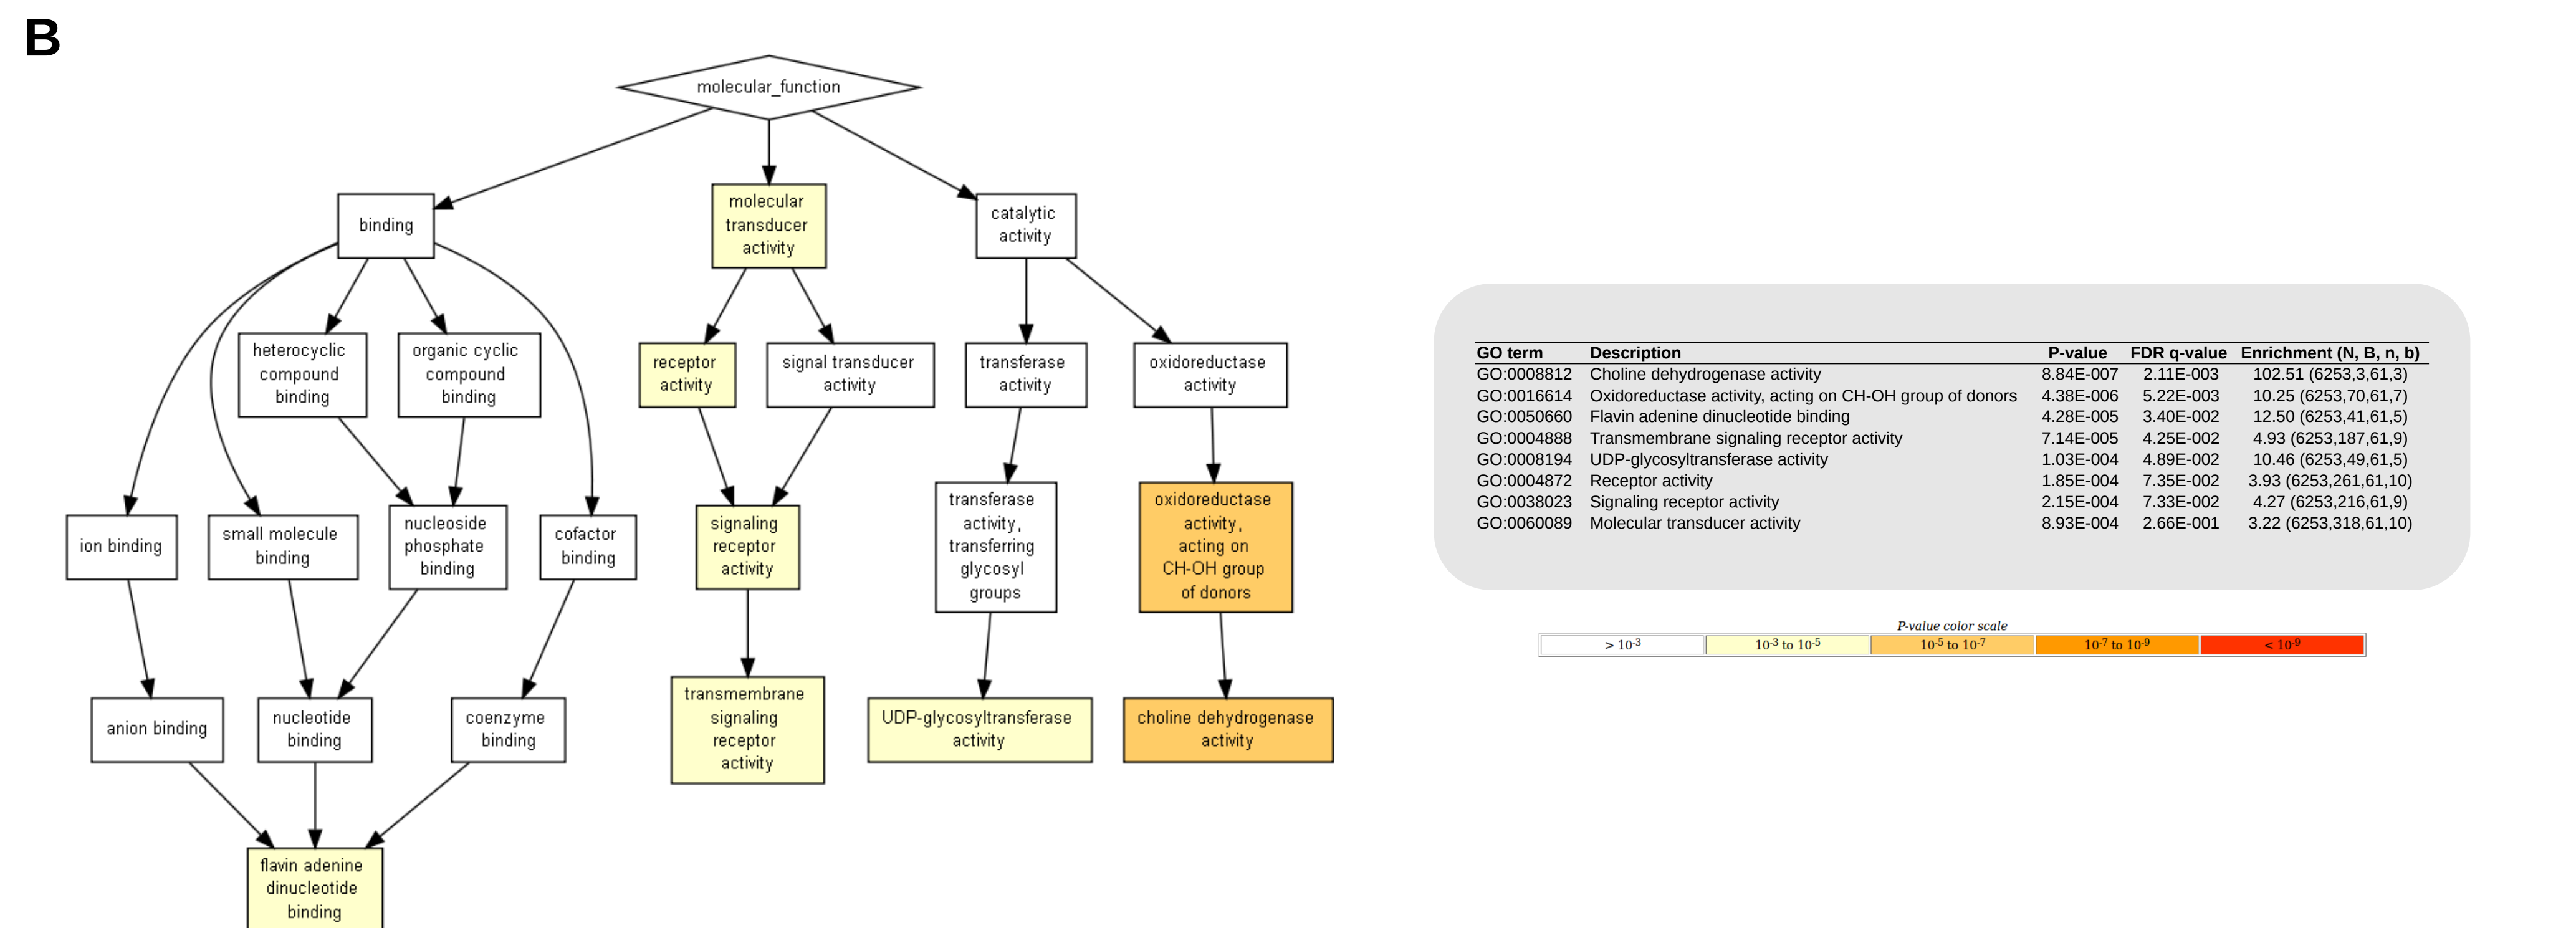 B
molecular_function
binding
molecular
transducer
activity
catalytic
activity
heterocyclic
compound
binding
organic cyclic
compound
binding
receptor
activity
signal transducer
activity
transferase
activity
oxidoreductase
activity
ion binding
small molecule
binding
nucleoside
phosphate
binding
cofactor
binding
signaling
receptor
activity
transferase
activity,
transferring
glycosyl
groups
oxidoreductase
activity,
acting on
CH-OH group
of donors
anion binding
nucleotide
binding
coenzyme
binding
transmembrane
signaling
receptor
activity
UDP-glycosyltransferase
activity
choline dehydrogenase
activity
flavin adenine
dinucleotide
binding
GO term Description P-value FDR q-value Enrichment (N, B, n, b)
GO:0008812 Choline dehydrogenase activity 8.84E-007 2.11E-003 102.51 (6253,3,61,3)
GO:0016614 Oxidoreductase activity, acting on CH-OH group of donors 4.38E-006 5.22E-003 10.25 (6253,70,61,7)
GO:0050660 Flavin adenine dinucleotide binding 4.28E-005 3.40E-002 12.50 (6253,41,61,5)
GO:0004888 Transmembrane signaling receptor activity 7.14E-005 4.25E-002 4.93 (6253,187,61,9)
GO:0008194 UDP-glycosyltransferase activity 1.03E-004 4.89E-002 10.46 (6253,49,61,5)
GO:0004872 Receptor activity 1.85E-004 7.35E-002 3.93 (6253,261,61,10)
GO:0038023 Signaling receptor activity 2.15E-004 7.33E-002 4.27 (6253,216,61,9)
GO:0060089 Molecular transducer activity 8.93E-004 2.66E-001 3.22 (6253,318,61,10)
P-value color scale
> 10-3 10-3 to 10-5 10-5 to 10-7 10-7 to 10-9 < 10-9